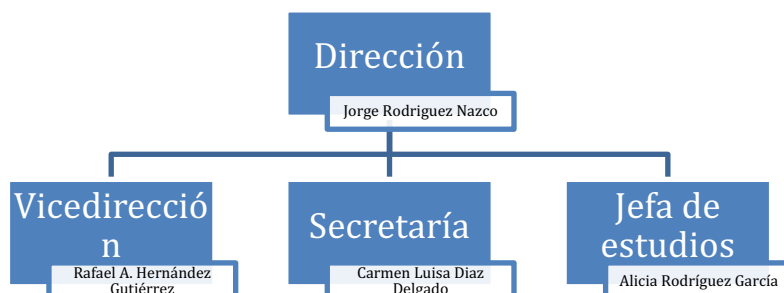 Dirección
Jorge Rodriguez Nazco
Vicedirecció
n
Rafael A. Hernández
Gutiérrez
Secretaría
Carmen Luisa Diaz
Delgado
Jefa de
estudios
Alicia Rodríguez García